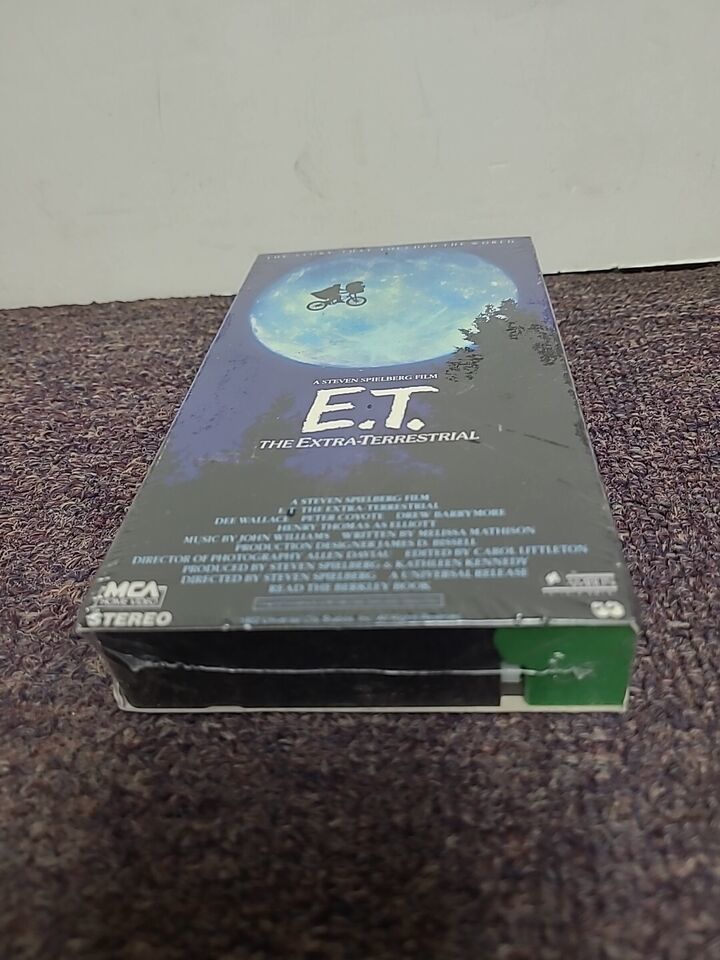 THE STORY THAT TOUCHED THE WORLD
A STEVEN SPIELBERG FILM
E.T.
THE EXTRA-TERRESTRIAL
A STEVEN SPIELBERG FILM
E.T. THE EXTRA-TERRESTRIAL
DEE WALLACE PETER COYOTE DREW BARRYMORE
HENRY THOMAS AS ELLIOTT
MUSIC BY JOHN WILLIAMS WRITTEN BY MELISSA MATHISON
PRODUCTION DESIGNER JAMES D. BISSELL
DIRECTOR OF PHOTOGRAPHY ALLEN DAVIAU EDITED BY CAROL LITTLETON
PRODUCED BY STEVEN SPIELBERG & KATHLEEN KENNEDY
DIRECTED BY STEVEN SPIELBERG A UNIVERSAL RELEASE
READ THE BERKLEY BOOK
MCA
HOME VIDEO
STEREO